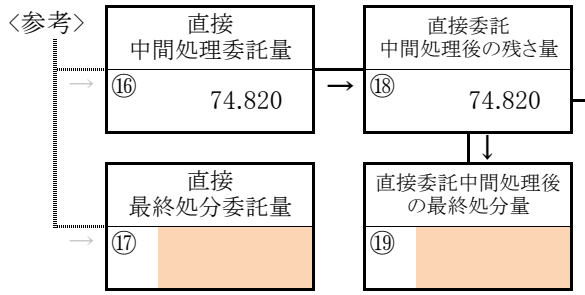 〈参考〉
直接
中間処理委託量
⑯ 74.820
→
→
直接委託
中間処理後の残さ量
⑱ 74.820
↓
直接
最終処分委託量
⑰
→
直接委託中間処理後
の最終処分量
⑲